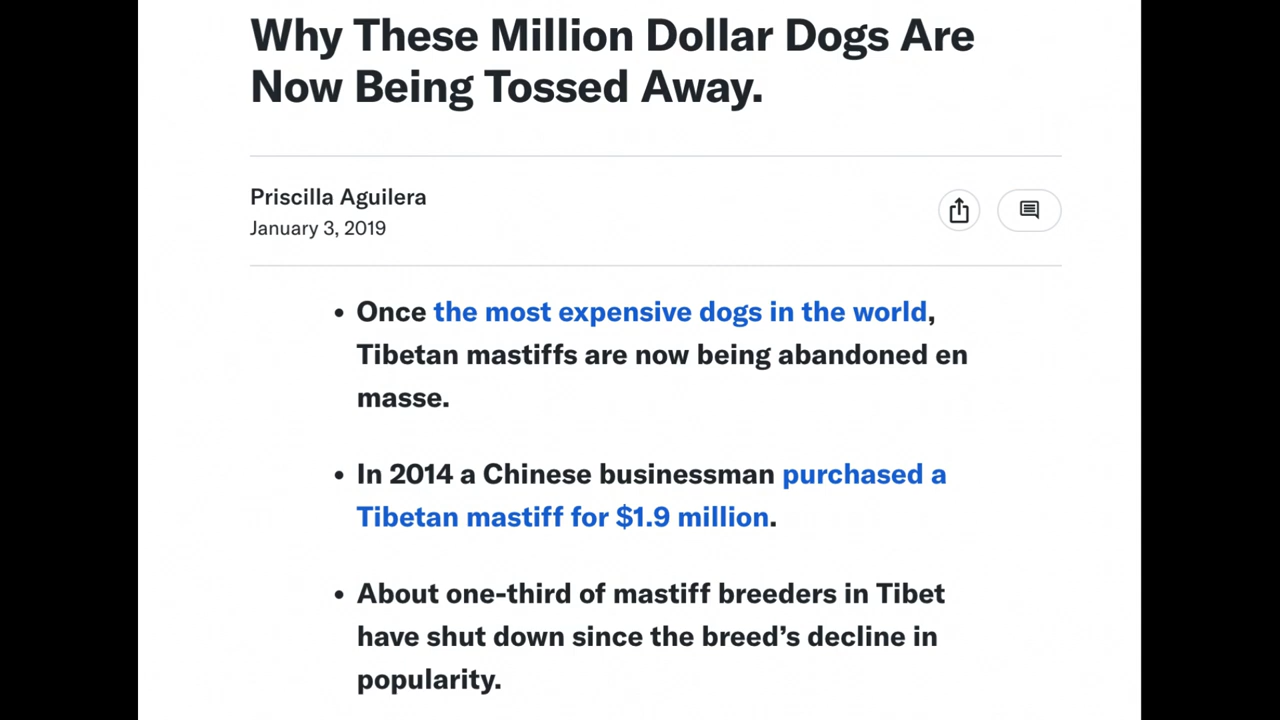 Why These Million Dollar Dogs Are
Now Being Tossed Away.
Priscilla Aguilera
January 3, 2019
• Once the most expensive dogs in the world,
Tibetan mastiffs are now being abandoned en
masse.
• In 2014 a Chinese businessman purchased a
Tibetan mastiff for $1.9 million.
• About one-third of mastiff breeders in Tibet
have shut down since the breed’s decline in
popularity.